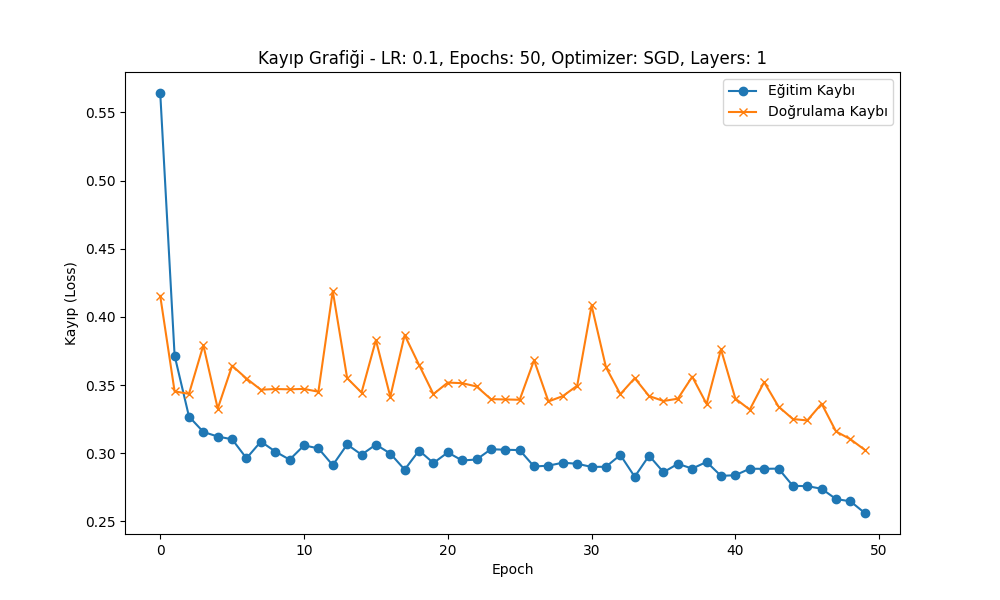 Kayıp Grafiği - LR: 0.1, Epochs: 50, Optimizer: SGD, Layers: 1
Eğitim Kaybı
Doğrulama Kaybı
Kayıp (Loss)
0.55
0.50
0.45
0.40
0.35
0.30
0.25
0 10 20 30 40 50
Epoch